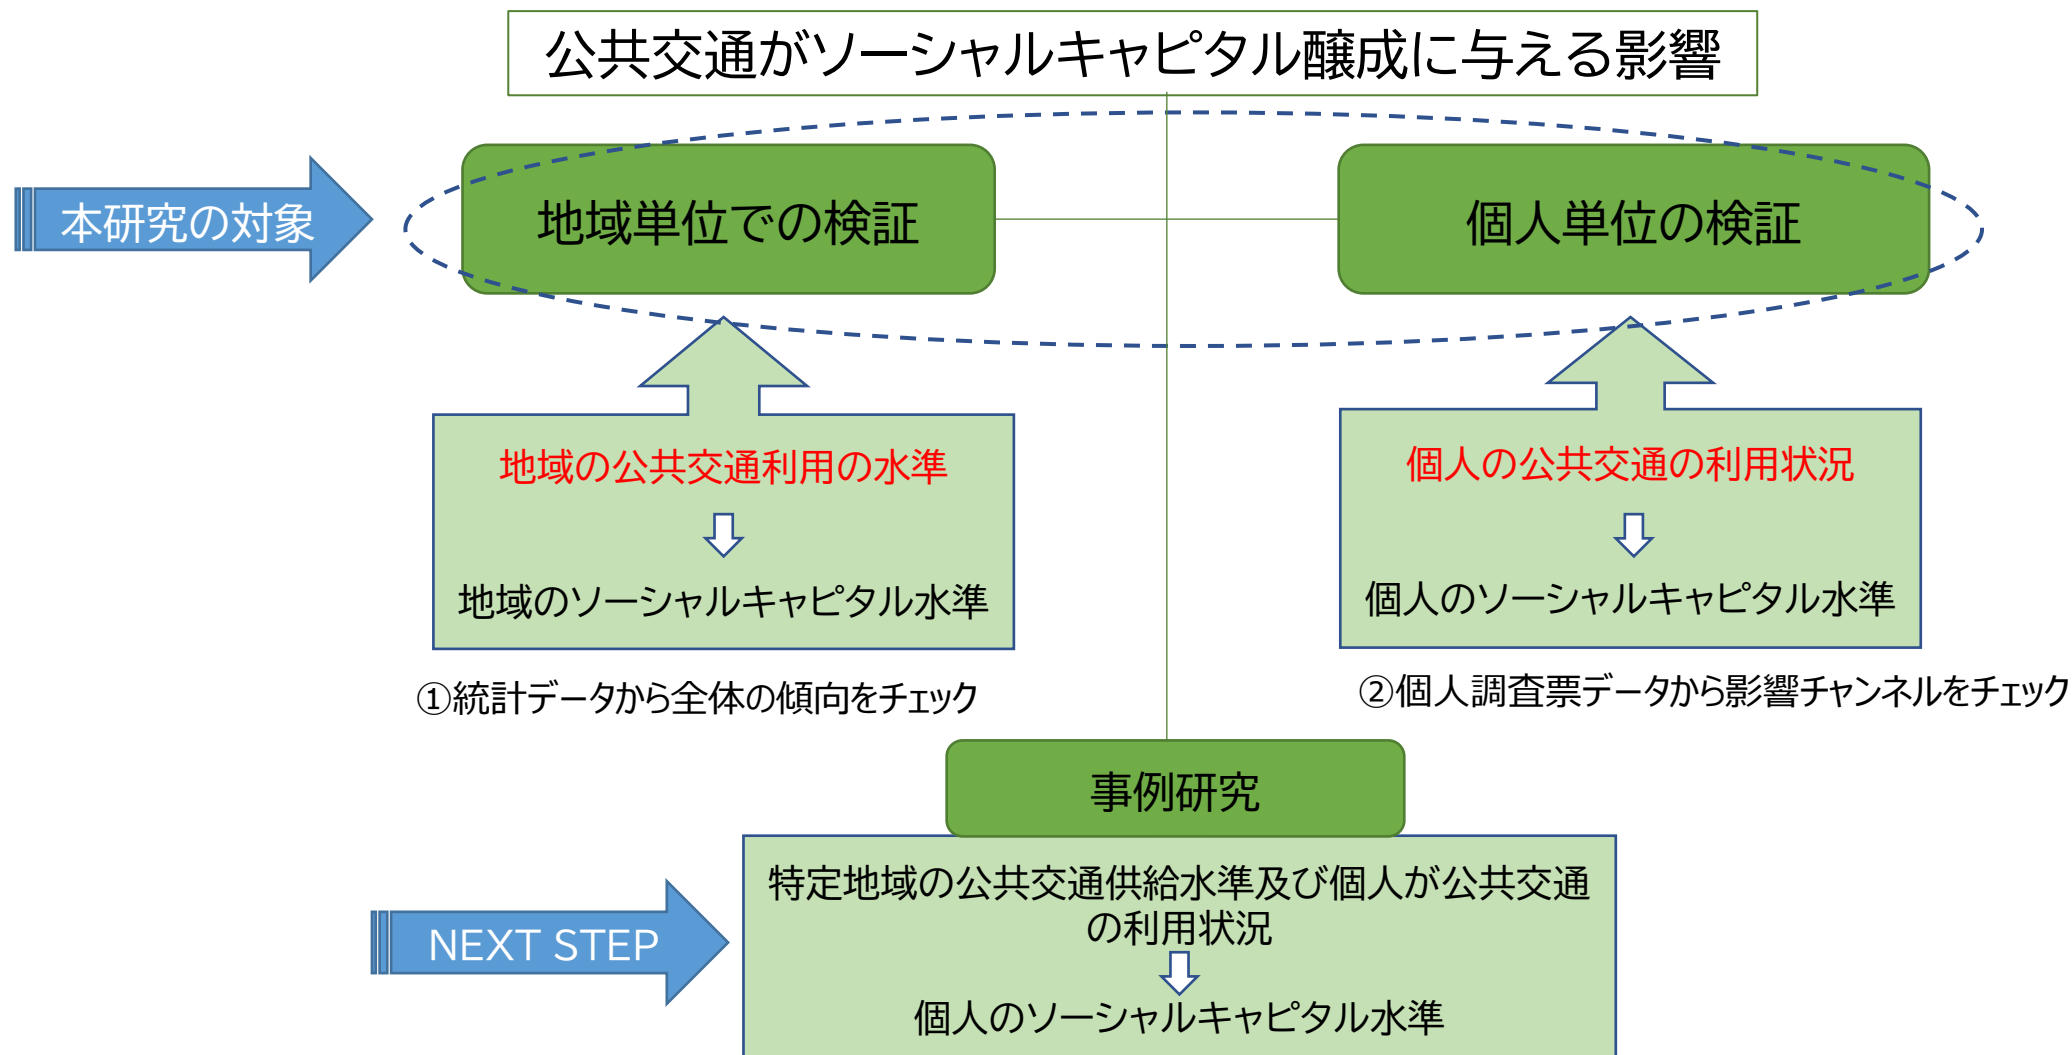 公共交通がソーシャルキャピタル醸成に与える影響
本研究の対象
地域単位での検証
個人単位の検証
地域の公共交通利用の水準
地域のソーシャルキャピタル水準
個人の公共交通の利用状況
個人のソーシャルキャピタル水準
①統計データから全体の傾向をチェック
②個人調査票データから影響チャンネルをチェック
事例研究
NEXT STEP
特定地域の公共交通供給水準及び個人が公共交通
の利用状況
個人のソーシャルキャピタル水準